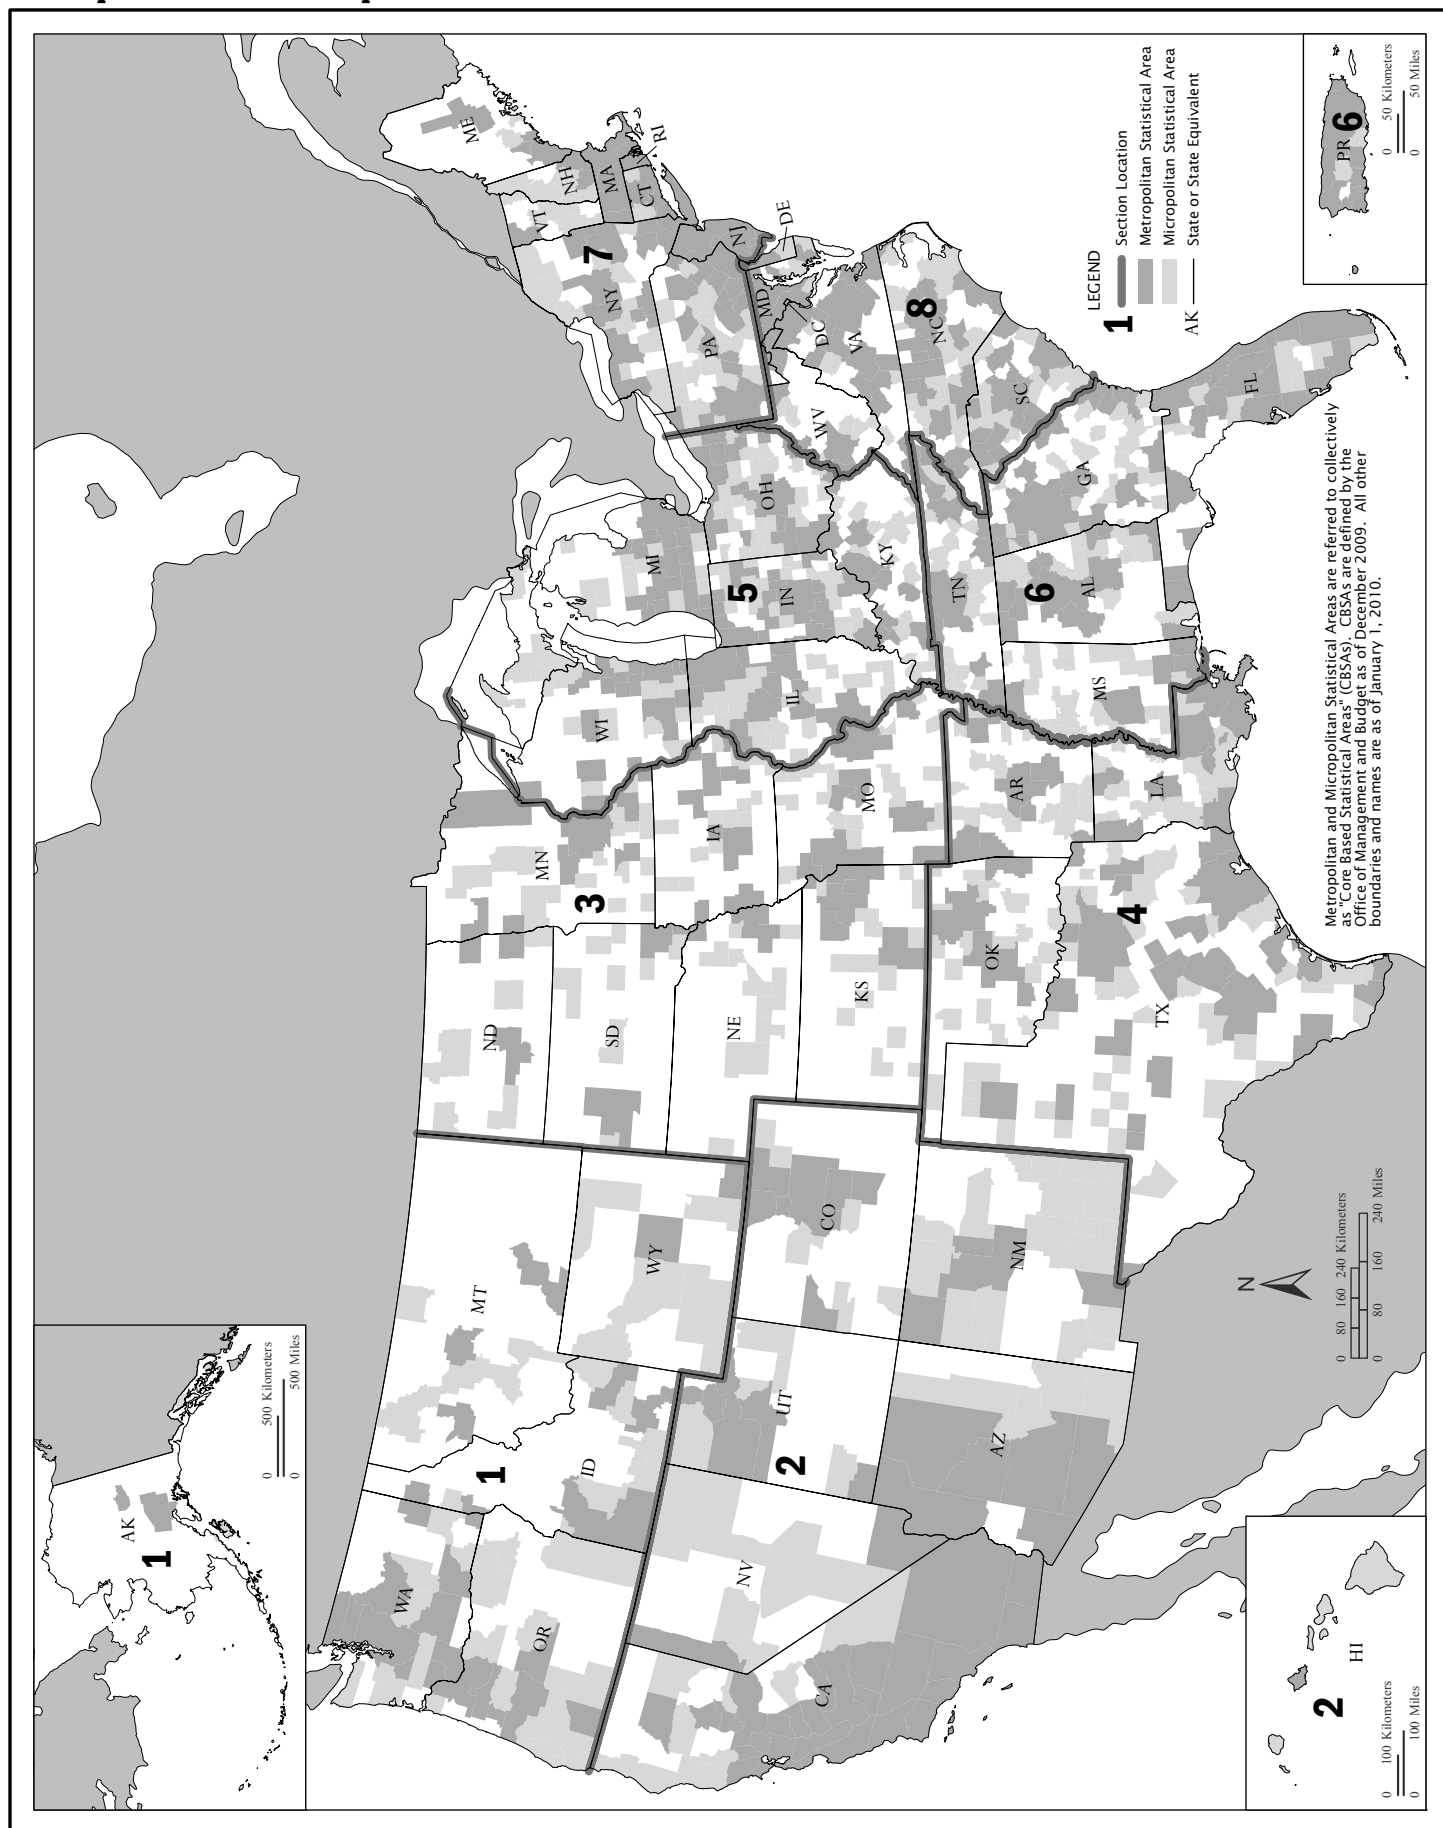 LEGEND
1 Section Location
Metropolitan Statistical Area
Micropolitan Statistical Area
AK State or State Equivalent
Metropolitan and Micropolitan Statistical Areas are referred to collectively
as "Core Based Statistical Areas" (CBSAs). CBSAs are defined by the
Office of Management and Budget as of December 2009. All other
boundaries and names are as of January 1, 2010.
AK
1
0 500 Kilometers
0 500 Miles
WA
MT
ND
MN
3
ME
OR
1
ID
WY
SD
WI
MI
VT
NH
NY
7
MA
CT
RI
NV
UT
2
CO
NE
IA
IL
IN
5
OH
PA
NJ
CA
AZ
NM
KS
MO
KY
WV
MD
DE
DC
VA
OK
AR
TN
NC
8
TX
4
LA
MS
AL
6
GA
SC
FL
N
0 80 160 240 Kilometers
0 80 160 240 Miles
2
HI
0 100 Kilometers
0 100 Miles
PR
6
0 50 Kilometers
0 50 Miles